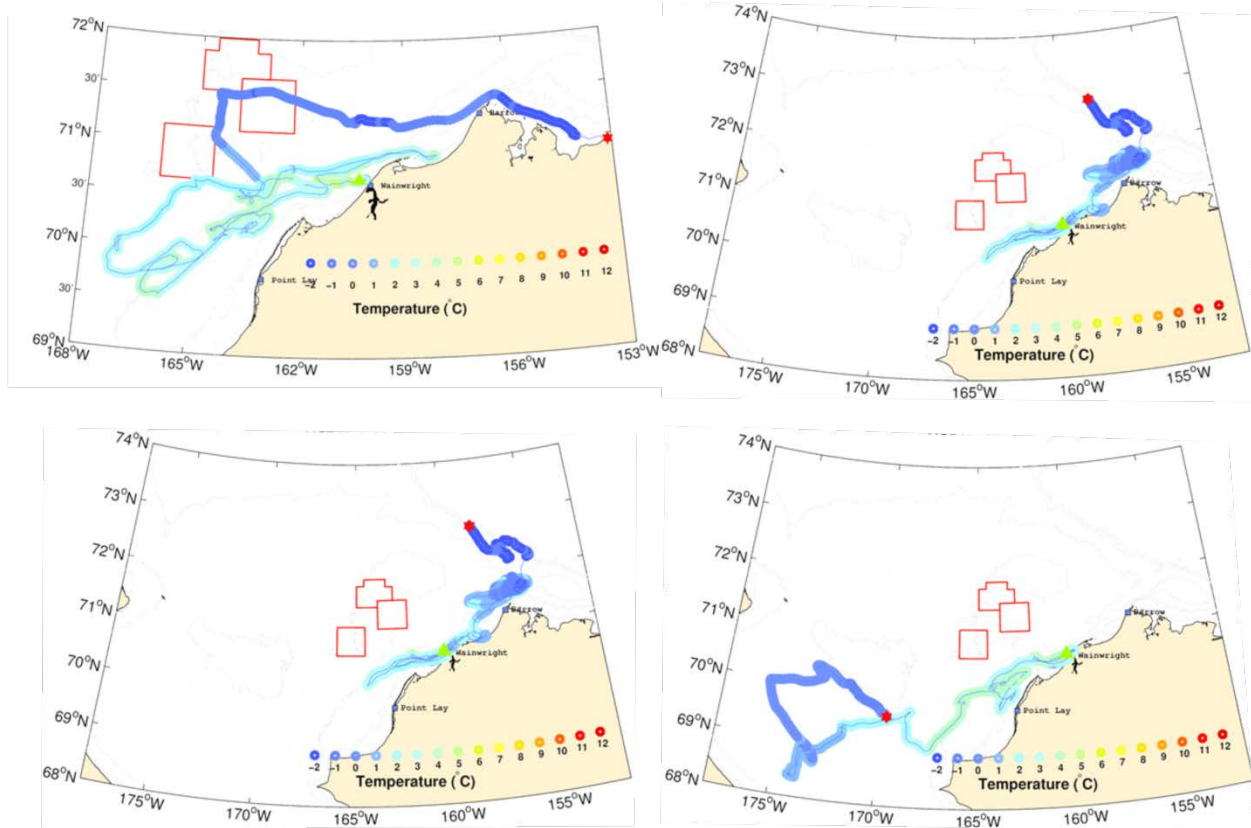 72°N
30'
71°N
30'
70°N
30'
69°N
168°W
165°W
162°W
159°W
156°W
153°W
Wainwright
Point Lay
-2 -1 0 1 2 3 4 5 6 7 8 9 10 11 12
Temperature (°C)
74°N
73°N
72°N
71°N
70°N
69°N
68°N
175°W
170°W
165°W
160°W
155°W
Barrow
Wainwright
Point Lay
-2 -1 0 1 2 3 4 5 6 7 8 9 10 11 12
Temperature (°C)
74°N
73°N
72°N
71°N
70°N
69°N
68°N
175°W
170°W
165°W
160°W
155°W
Barrow
Wainwright
Point Lay
-2 -1 0 1 2 3 4 5 6 7 8 9 10 11 12
Temperature (°C)
74°N
73°N
72°N
71°N
70°N
69°N
68°N
175°W
170°W
165°W
160°W
155°W
Barrow
Wainwright
Point Lay
-2 -1 0 1 2 3 4 5 6 7 8 9 10 11 12
Temperature (°C)